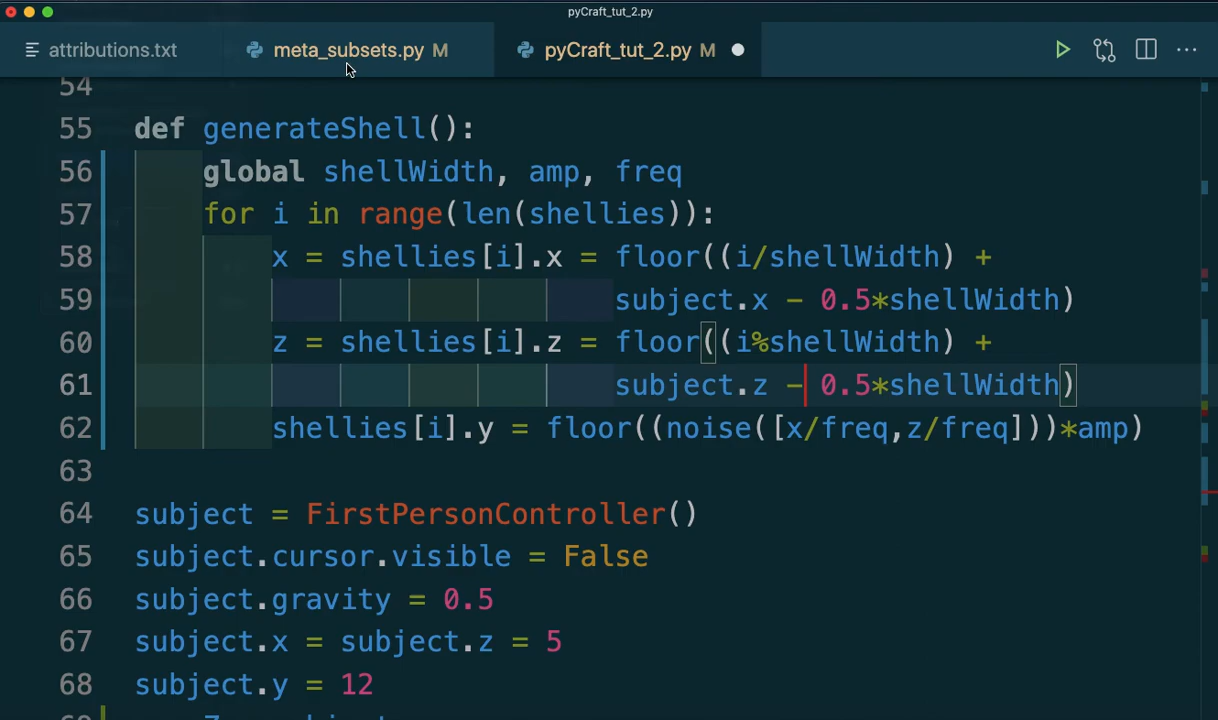 pyCraft_tut_2.py
attributions.txt meta_subsets.py M pyCraft_tut_2.py M
54
55 def generateShell():
56 global shellWidth, amp, freq
57 for i in range(len(shellies)):
58 x = shellies[i].x = floor((i/shellWidth) +
59 subject.x - 0.5*shellWidth)
60 z = shellies[i].z = floor((i%shellWidth) +
61 subject.z - 0.5*shellWidth)
62 shellies[i].y = floor((noise([x/freq,z/freq]))*amp)
63
64 subject = FirstPersonController()
65 subject.cursor.visible = False
66 subject.gravity = 0.5
67 subject.x = subject.z = 5
68 subject.y = 12